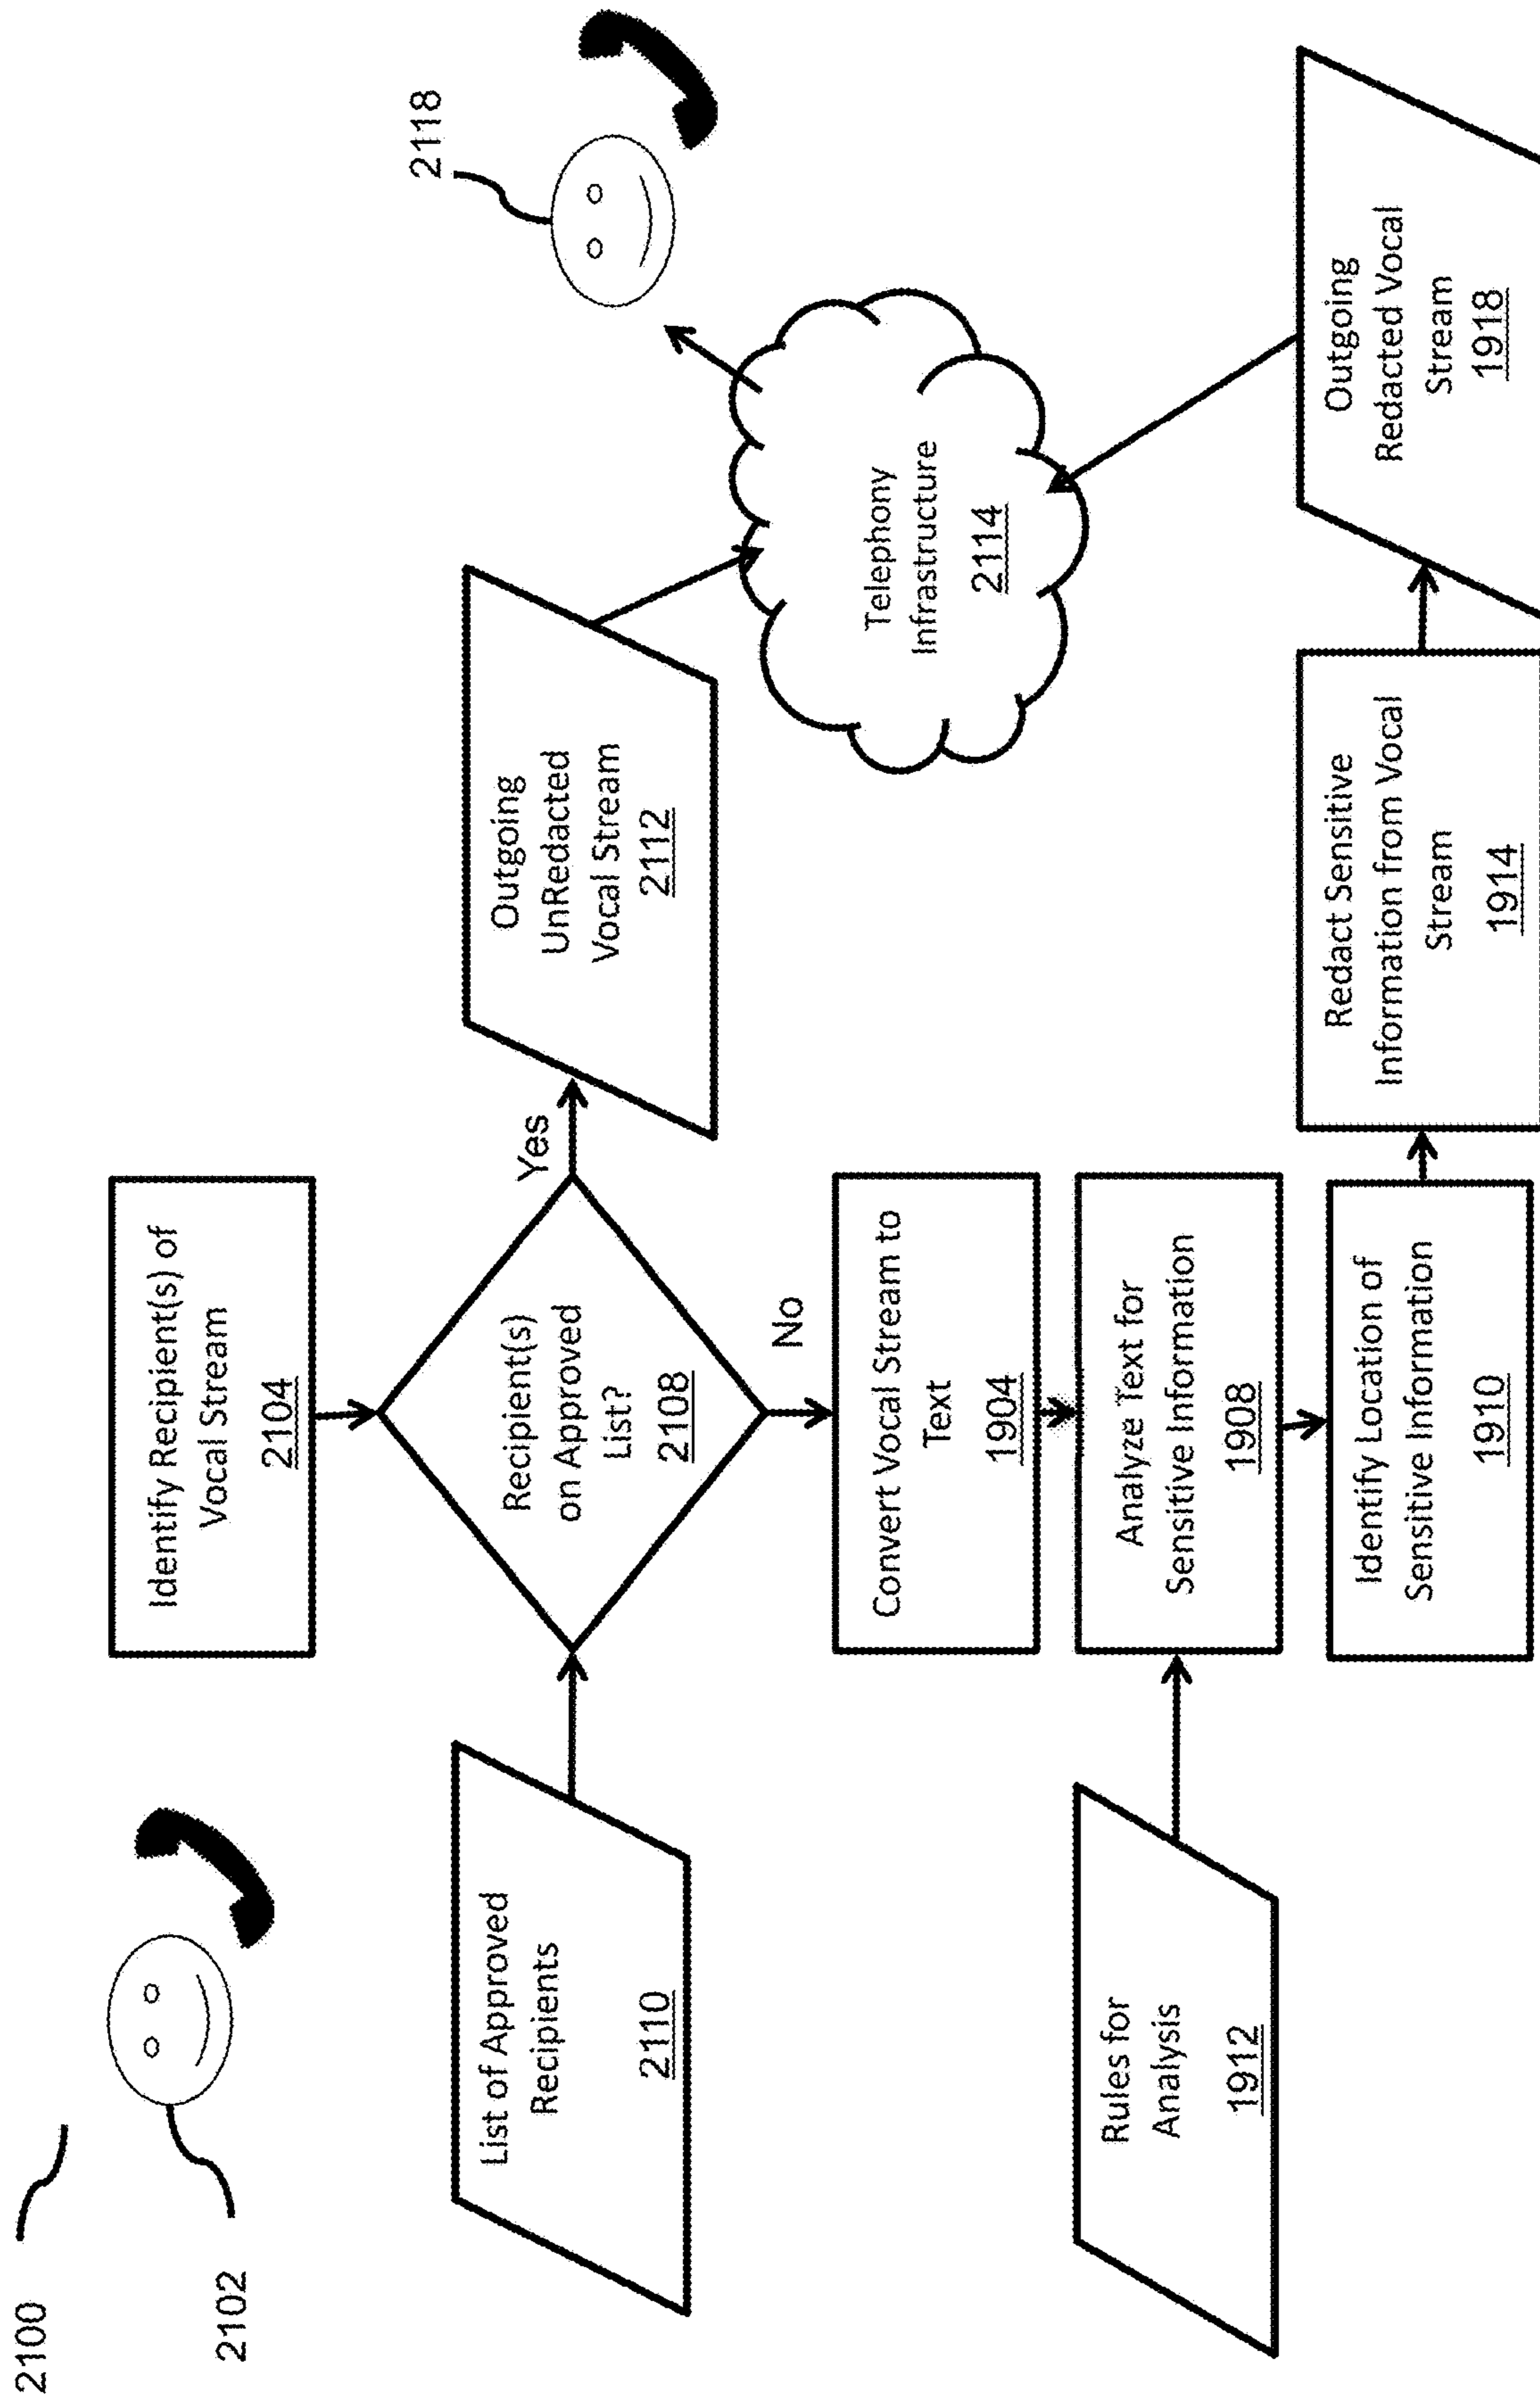 2100
2102
Identify Recipient(s) of
Vocal Stream
2104
2118
List of Approved
Recipients
2110
Recipient(s)
on Approved
List?
2108
Yes
Outgoing
UnRedacted
Vocal Stream
2112
No
Telephony
Infrastructure
2114
Convert Vocal Stream to
Text
1904
Rules for
Analysis
1912
Analyze Text for
Sensitive Information
1908
Identify Location of
Sensitive Information
1910
Redact Sensitive
Information from Vocal
Stream
1914
Outgoing
Redacted Vocal
Stream
1918